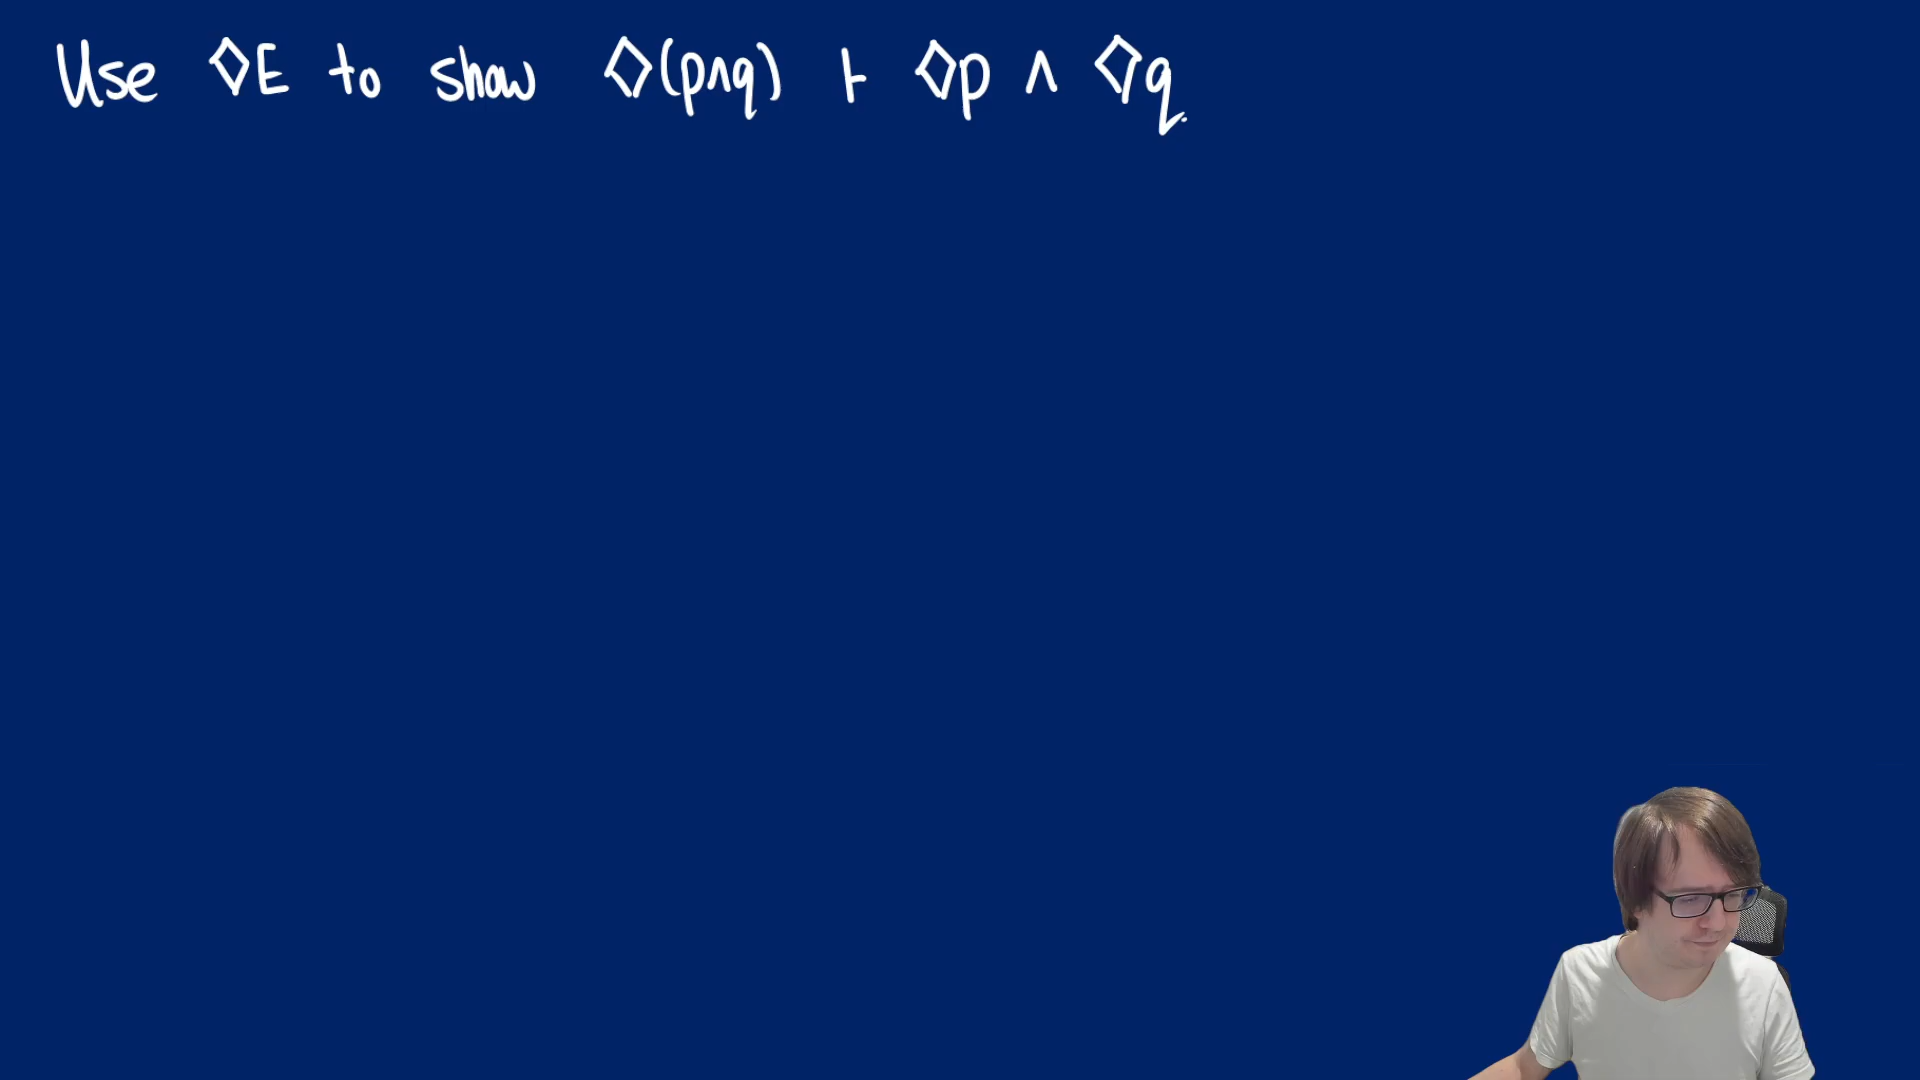 Use ◇E to show ◇(p∧q) ⊢ ◇p ∧ ◇q.